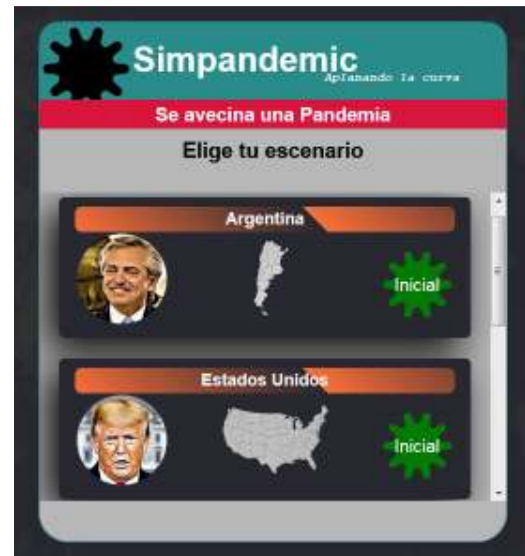 Simpandemic
Aplanando la curva
Se avecina una Pandemia
Elige tu escenario
Argentina
Inicial
Estados Unidos
Inicial